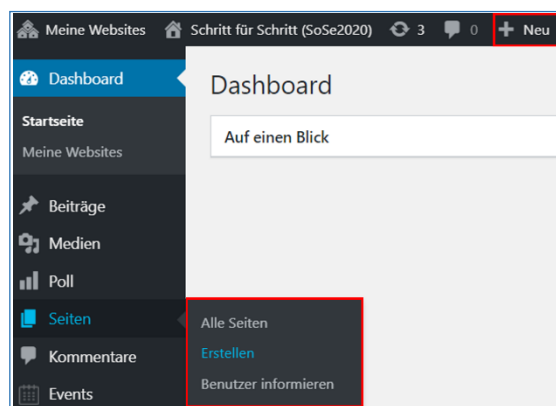 Meine Websites Schritt für Schritt (SoSe2020) 3 0 Neu
Dashboard
Startseite
Meine Websites
Beiträge
Medien
Poll
Seiten
Kommentare
Events
Dashboard
Auf einen Blick
Alle Seiten
Erstellen
Benutzer informieren